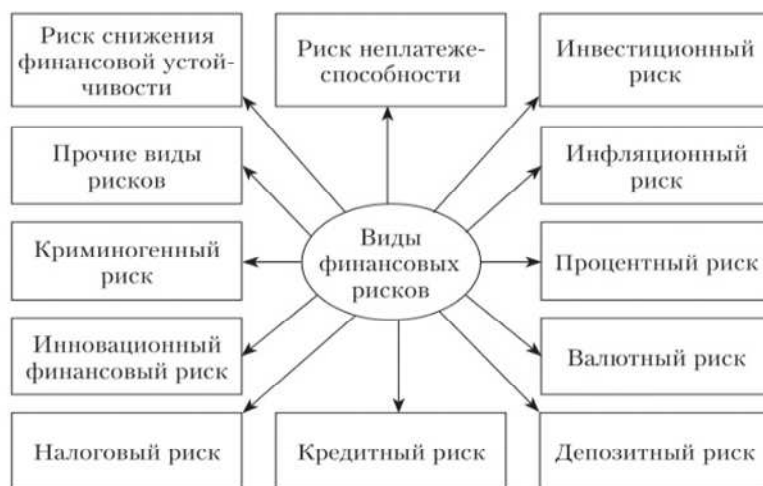 Риск снижения
финансовой устой-
чивости
Риск неплатеже-
способности
Инвестиционный
риск
Прочие виды
рисков
Инфляционный
риск
Криминогенный
риск
Виды
финансовых
рисков
Процентный риск
Инновационный
финансовый риск
Валютный риск
Налоговый риск
Кредитный риск
Депозитный риск